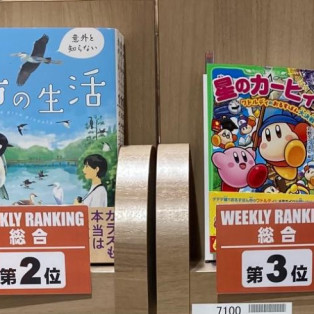 意外と
知らない
の生活
カラスも
本当は
WEEKLY RANKING
総合
第2位
星のカービィ
WEEKLY RANKING
総合
第3位
7100